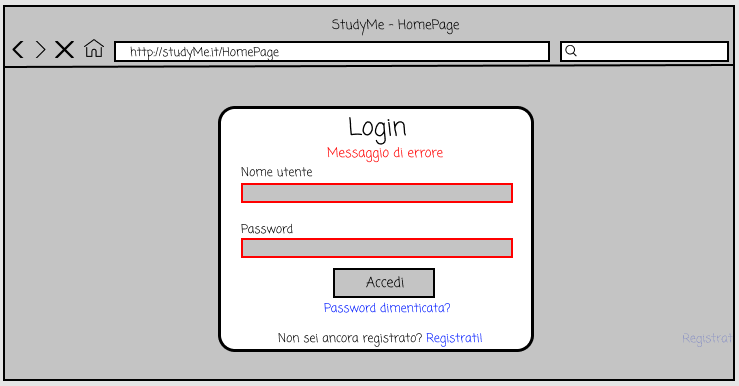 StudyMe - HomePage
http://studyMe.it/HomePage
Login
Messaggio di errore
Nome utente
Password
Accedi
Password dimenticata?
Non sei ancora registrato? Registrati!
Registrat